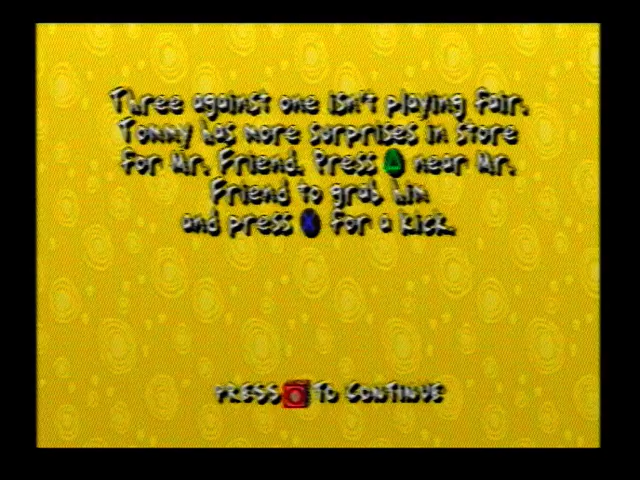 Three against one isn't playing fair.
Tommy has more surprises in store
for Mr. Friend. Press △ near Mr.
Friend to grab him
and press X for a kick.
PRESS ○ TO CONTINUE